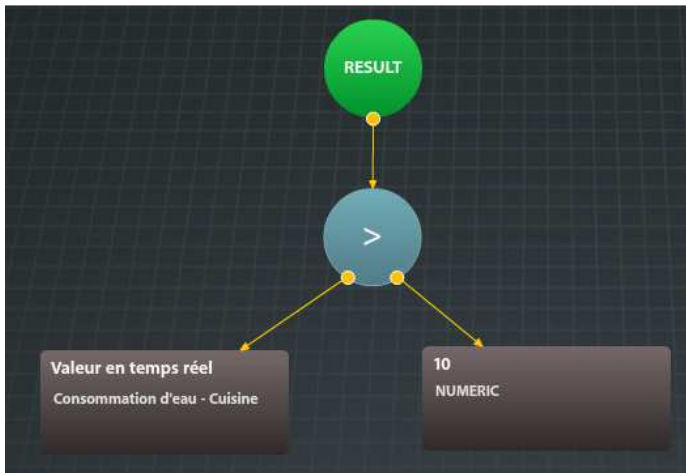 RESULT
>
Valeur en temps réel
Consommation d'eau - Cuisine
10
NUMERIC